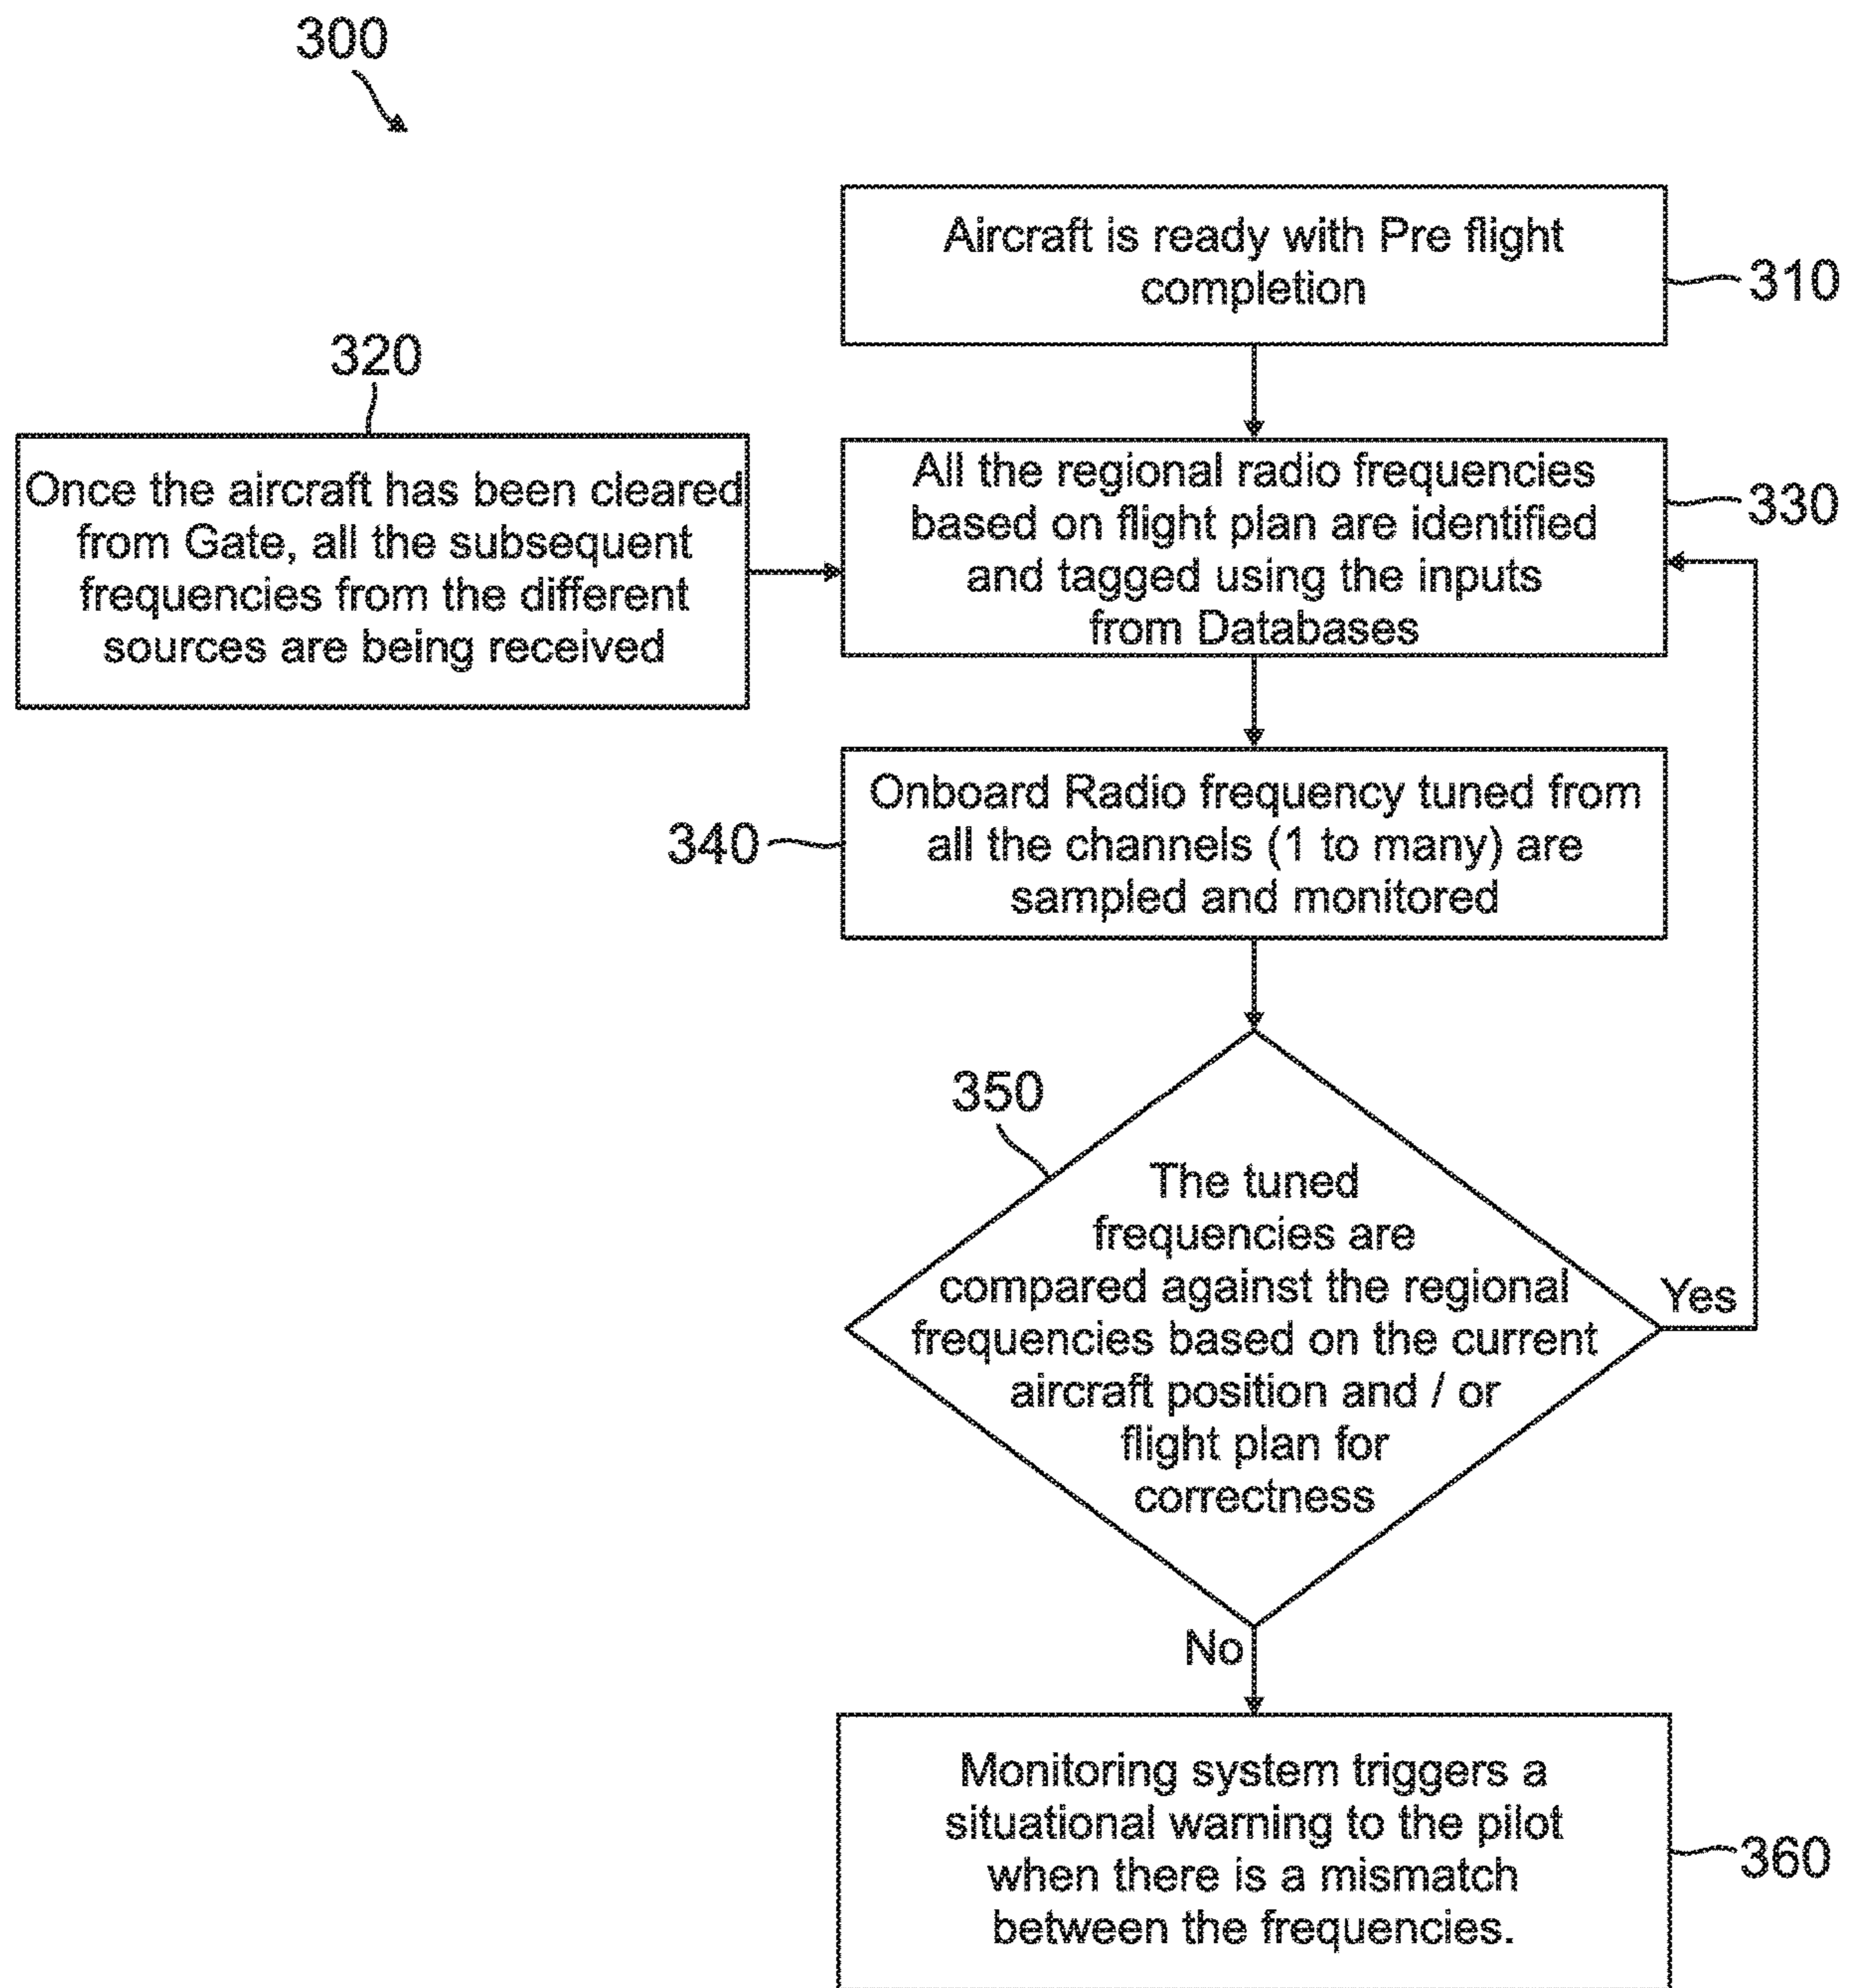 300
Aircraft is ready with Pre flight
completion
310
320
Once the aircraft has been cleared
from Gate, all the subsequent
frequencies from the different
sources are being received
All the regional radio frequencies
based on flight plan are identified
and tagged using the inputs
from Databases
330
Onboard Radio frequency tuned from
all the channels (1 to many) are
sampled and monitored
340
350
The tuned
frequencies are
compared against the regional
frequencies based on the current
aircraft position and / or
flight plan for
correctness
Yes
No
Monitoring system triggers a
situational warning to the pilot
when there is a mismatch
between the frequencies.
360